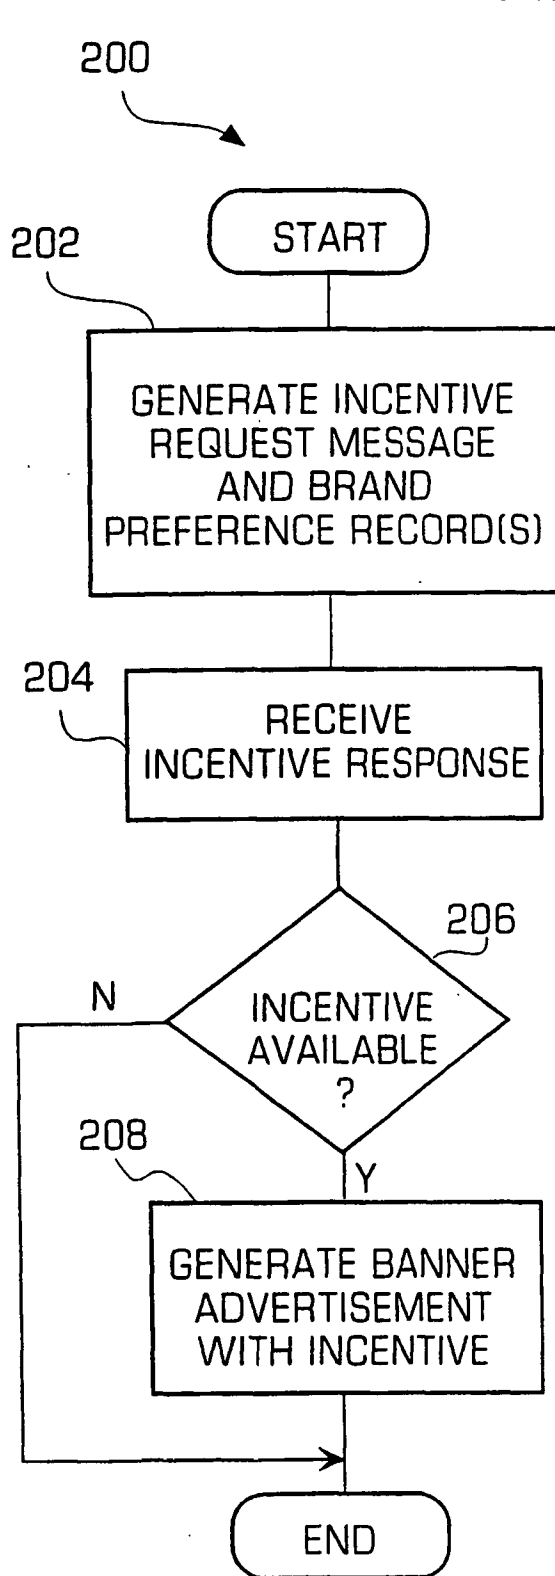 200
START
202
GENERATE INCENTIVE
REQUEST MESSAGE
AND BRAND
PREFERENCE RECORD(S)
204
RECEIVE
INCENTIVE RESPONSE
206
N
INCENTIVE
AVAILABLE
?
208
Y
GENERATE BANNER
ADVERTISEMENT
WITH INCENTIVE
END